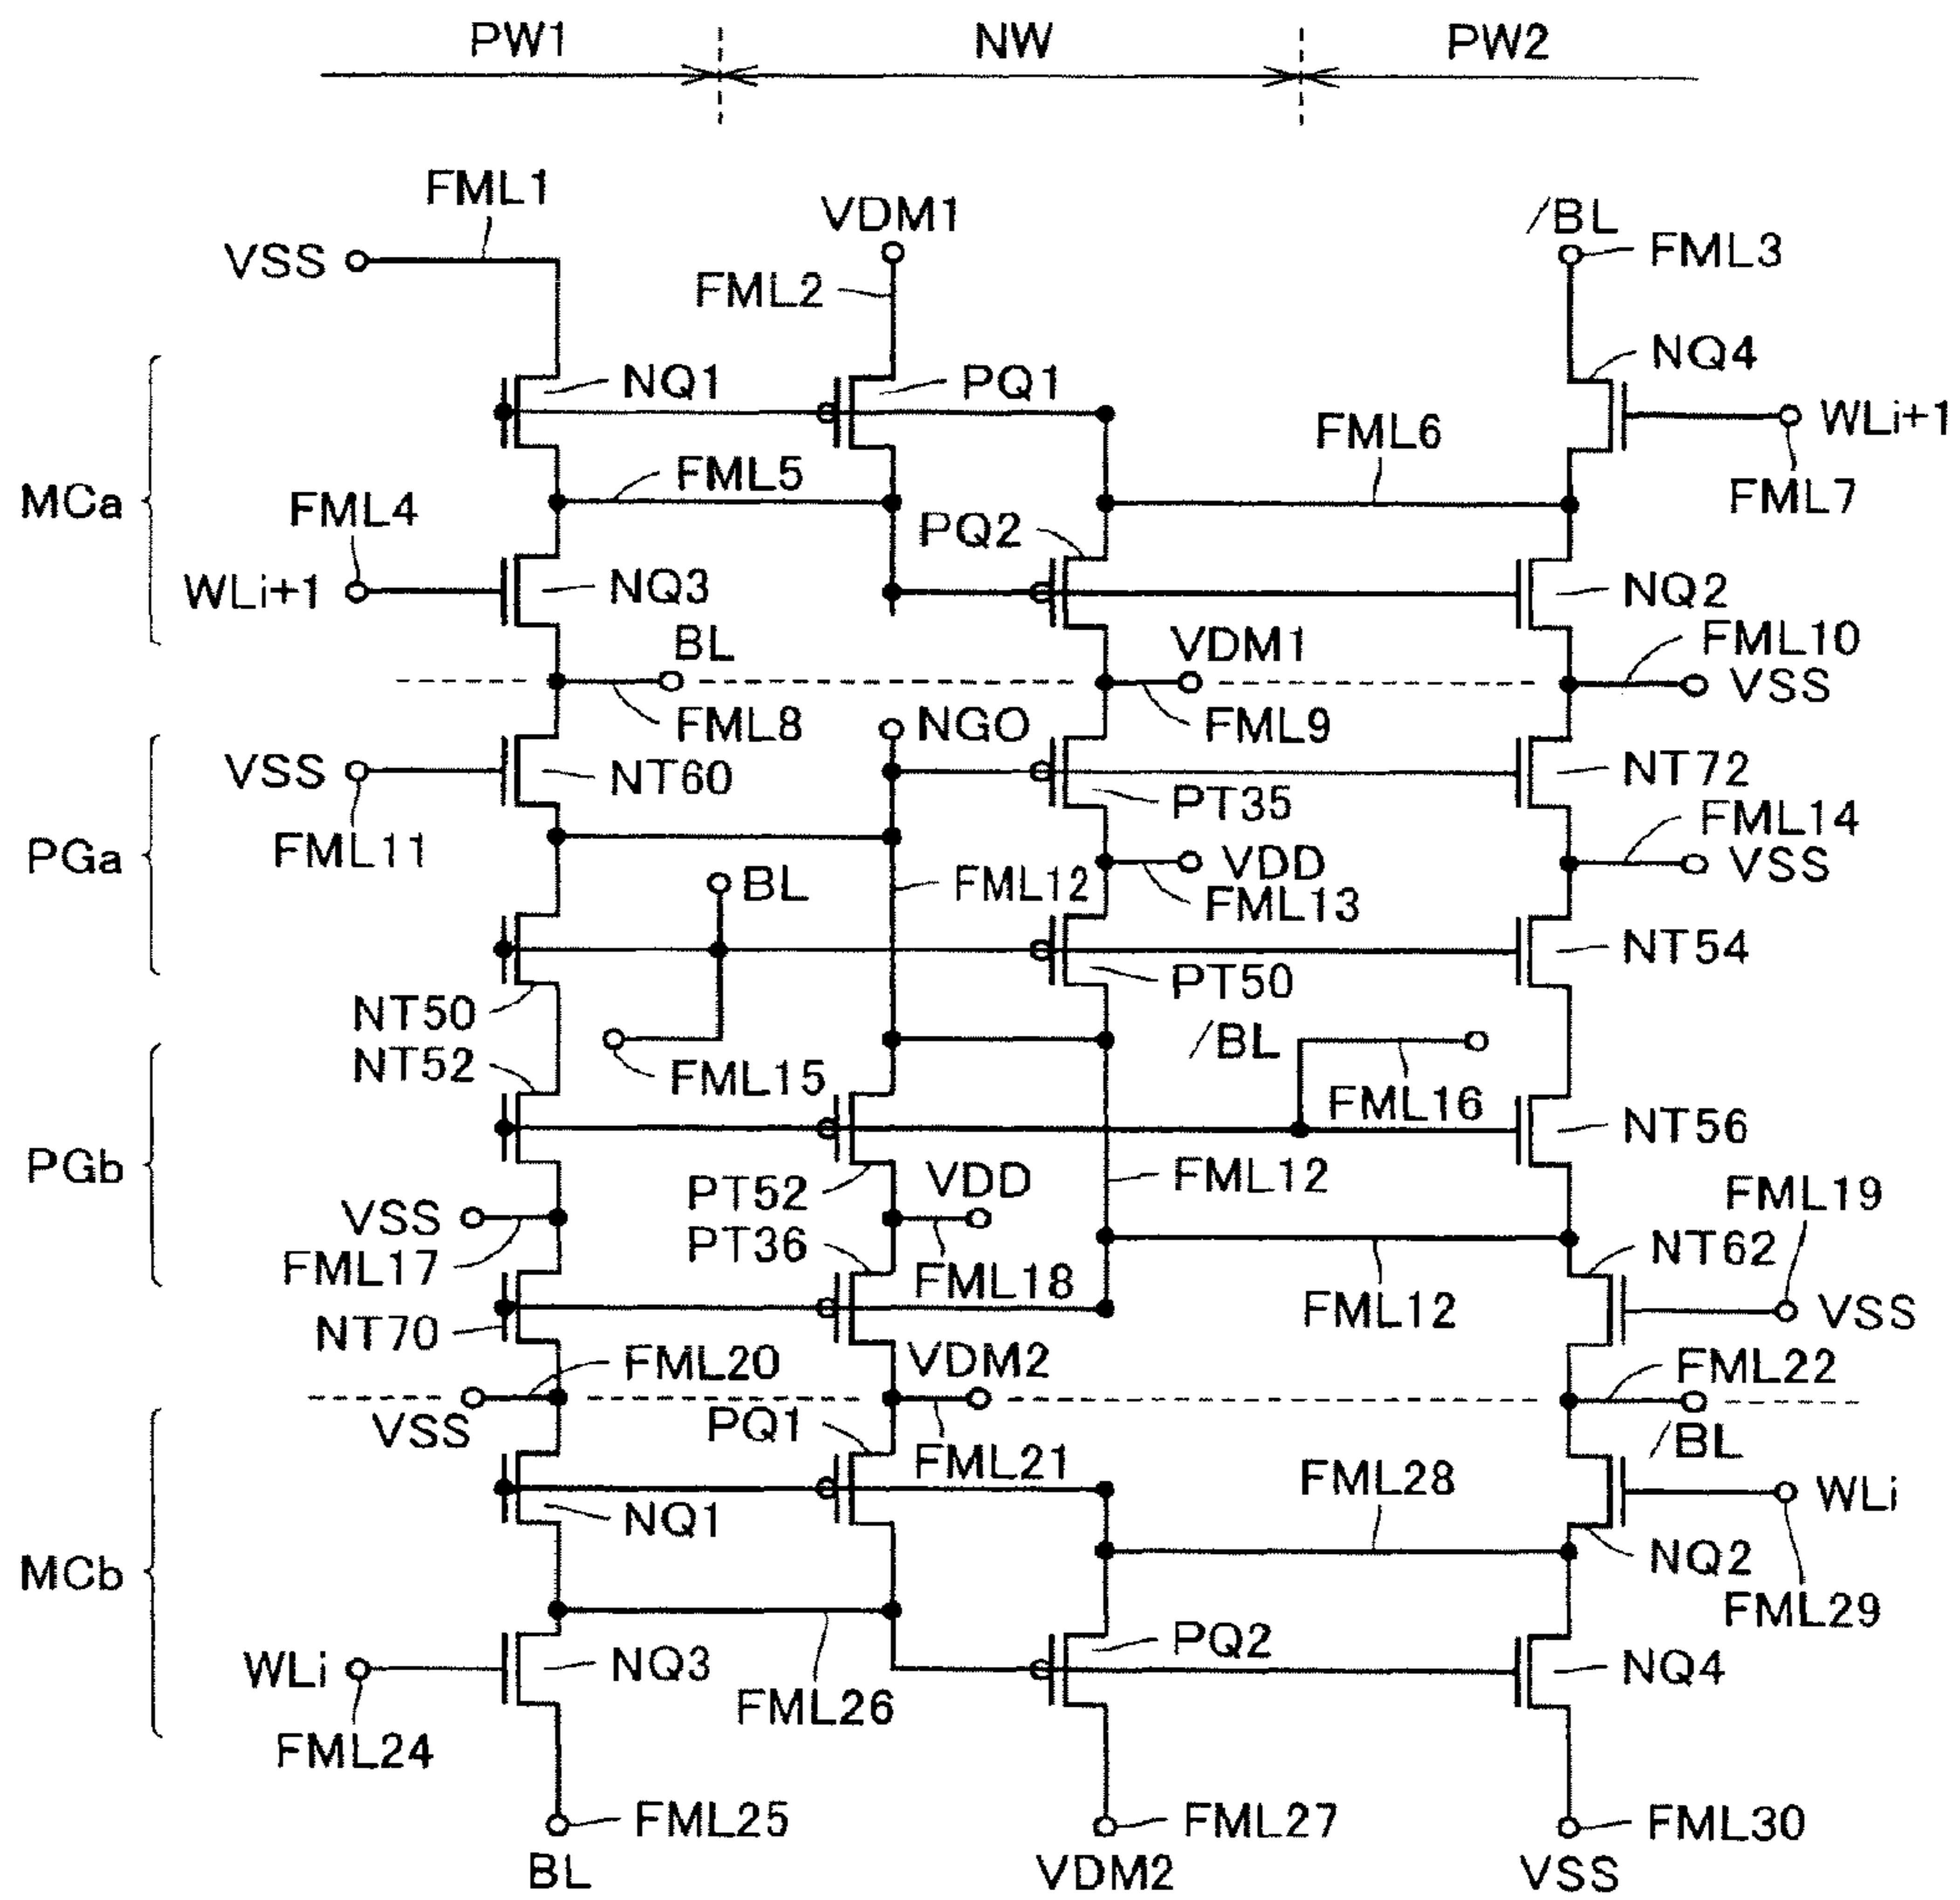 PW1 NW PW2
FML1
VSS
VDM1
FML2
/BL
FML3
NQ1
PQ1
NQ4
WLi+1
FML7
FML6
FML5
MCa
FML4
WLi+1
NQ3
PQ2
NQ2
BL
FML8
VDM1
FML9
FML10
VSS
NGO
VSS
FML11
NT60
PT35
NT72
PGa
FML12
VDD
FML13
FML14
VSS
BL
NT50
PT50
NT54
FML15
/BL
FML16
NT52
PGb
PT52
NT56
VSS
FML17
VDD
FML18
FML12
PT36
FML19
NT62
FML12
VSS
NT70
FML20
VSS
VDM2
FML21
FML22
/BL
PQ1
NQ1
FML28
WLi
NQ2
FML29
MCb
WLi
FML24
NQ3
FML26
PQ2
NQ4
FML25
BL
FML27
VDM2
FML30
VSS